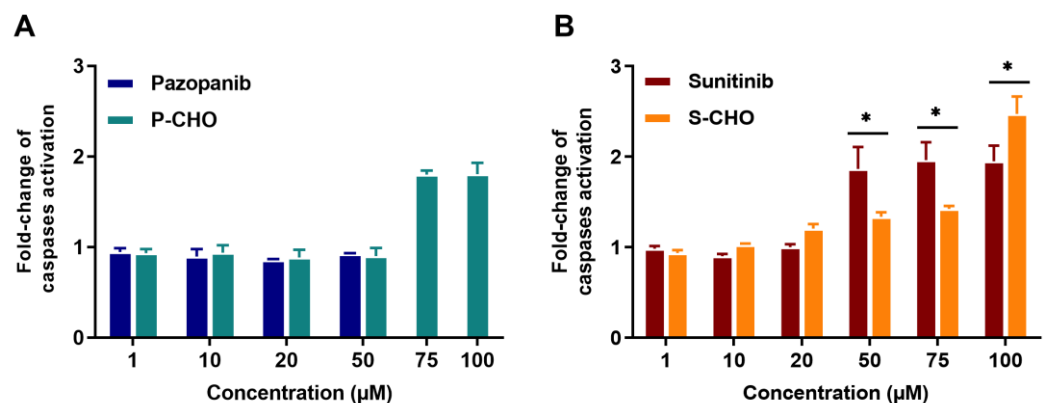 A
Fold-change of
caspases activation
3
2
1
0
Pazopanib
P-CHO
1 10 20 50 75 100
Concentration (µM)
B
Fold-change of
caspases activation
3
2
1
0
Sunitinib
S-CHO
* * *
1 10 20 50 75 100
Concentration (µM)